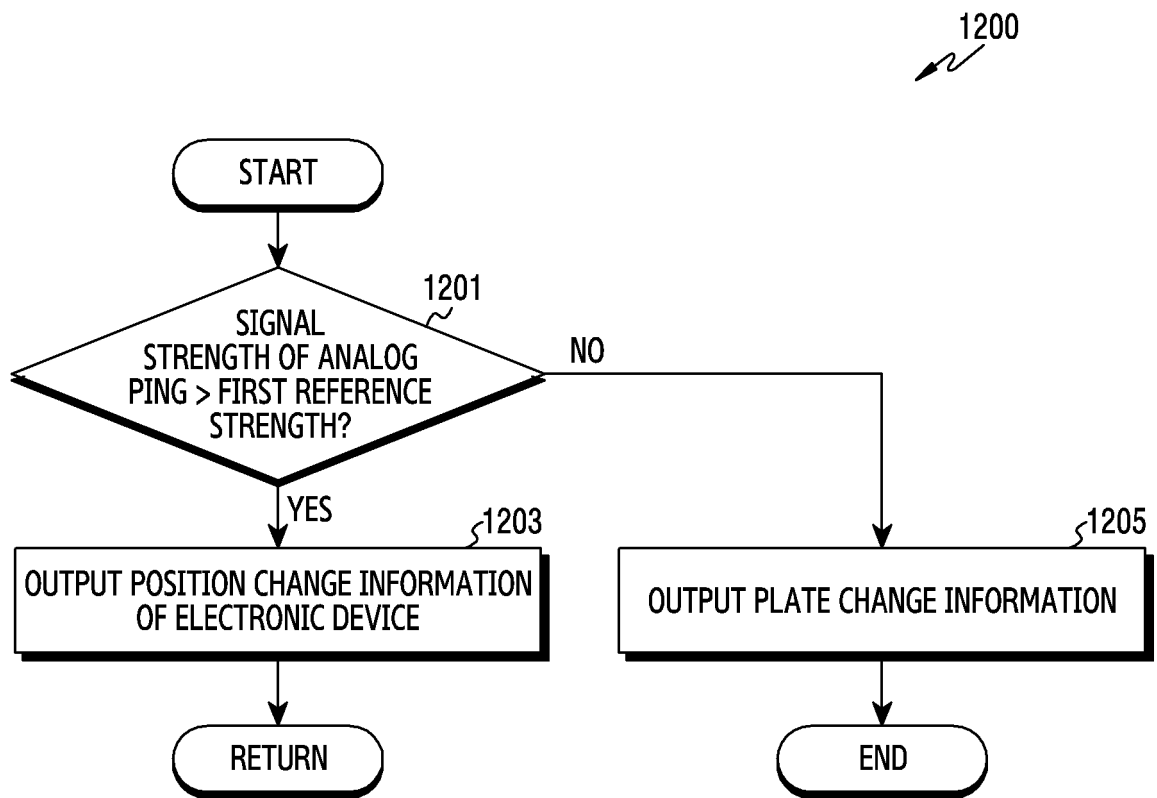 1200
START
1201
SIGNAL
STRENGTH OF ANALOG
PING > FIRST REFERENCE
STRENGTH?
NO
YES
1203
OUTPUT POSITION CHANGE INFORMATION
OF ELECTRONIC DEVICE
1205
OUTPUT PLATE CHANGE INFORMATION
RETURN
END